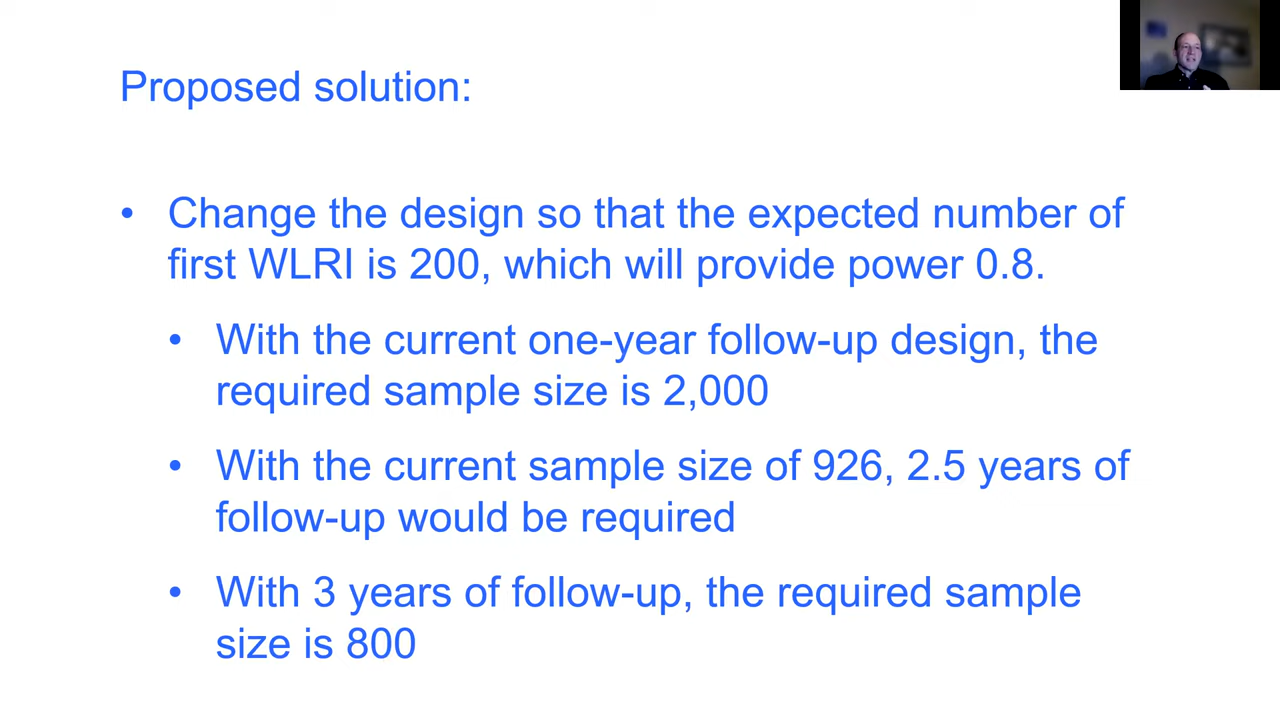 Proposed solution:
• Change the design so that the expected number of
first WLRI is 200, which will provide power 0.8.
• With the current one-year follow-up design, the
required sample size is 2,000
• With the current sample size of 926, 2.5 years of
follow-up would be required
• With 3 years of follow-up, the required sample
size is 800